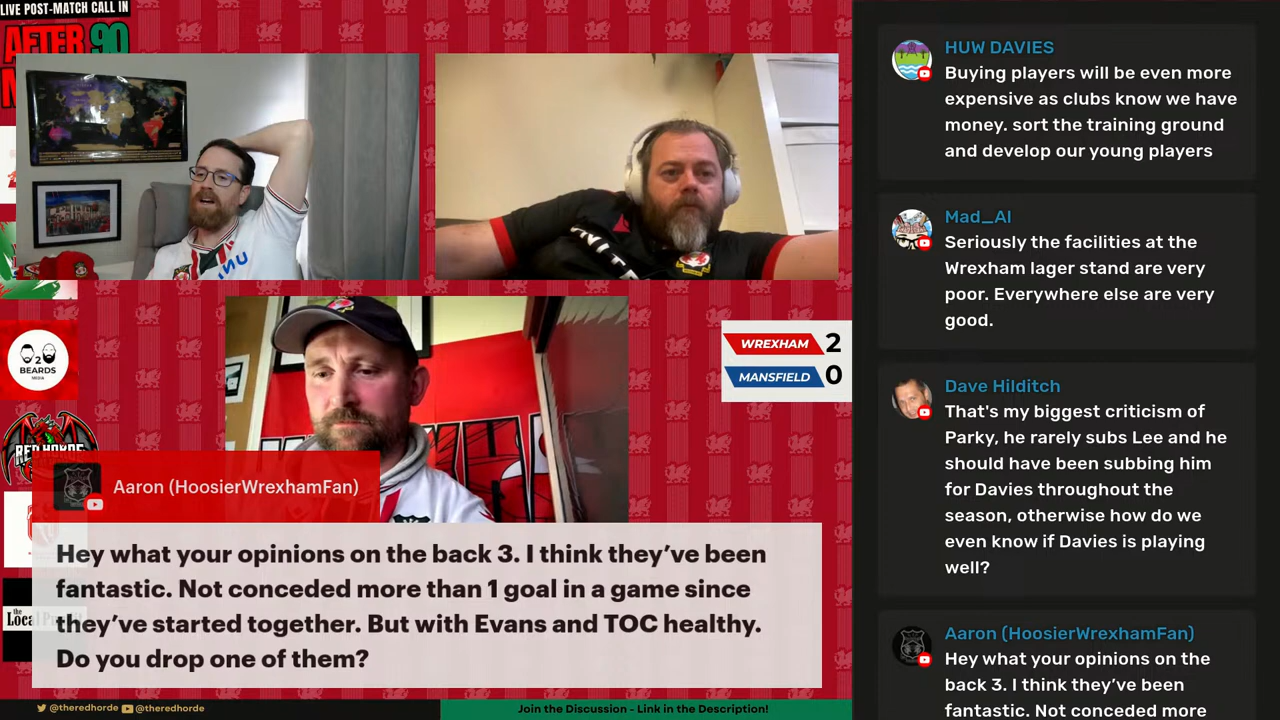 LIVE POST-MATCH CALL IN
AFTER 90
WREXHAM 2
MANSFIELD 0
2
BEARDS
MEDIA
RED HORDE
the
Local
Aaron (HoosierWrexhamFan)
Hey what your opinions on the back 3. I think they’ve been
fantastic. Not conceded more than 1 goal in a game since
they’ve started together. But with Evans and TOC healthy.
Do you drop one of them?
@theredhorde @theredhorde
Join the Discussion - Link in the Description!
HUW DAVIES
Buying players will be even more
expensive as clubs know we have
money. sort the training ground
and develop our young players
Mad_Al
Seriously the facilities at the
Wrexham lager stand are very
poor. Everywhere else are very
good.
Dave Hilditch
That's my biggest criticism of
Parky, he rarely subs Lee and he
should have been subbing him
for Davies throughout the
season, otherwise how do we
even know if Davies is playing
well?
Aaron (HoosierWrexhamFan)
Hey what your opinions on the
back 3. I think they’ve been
fantastic. Not conceded more